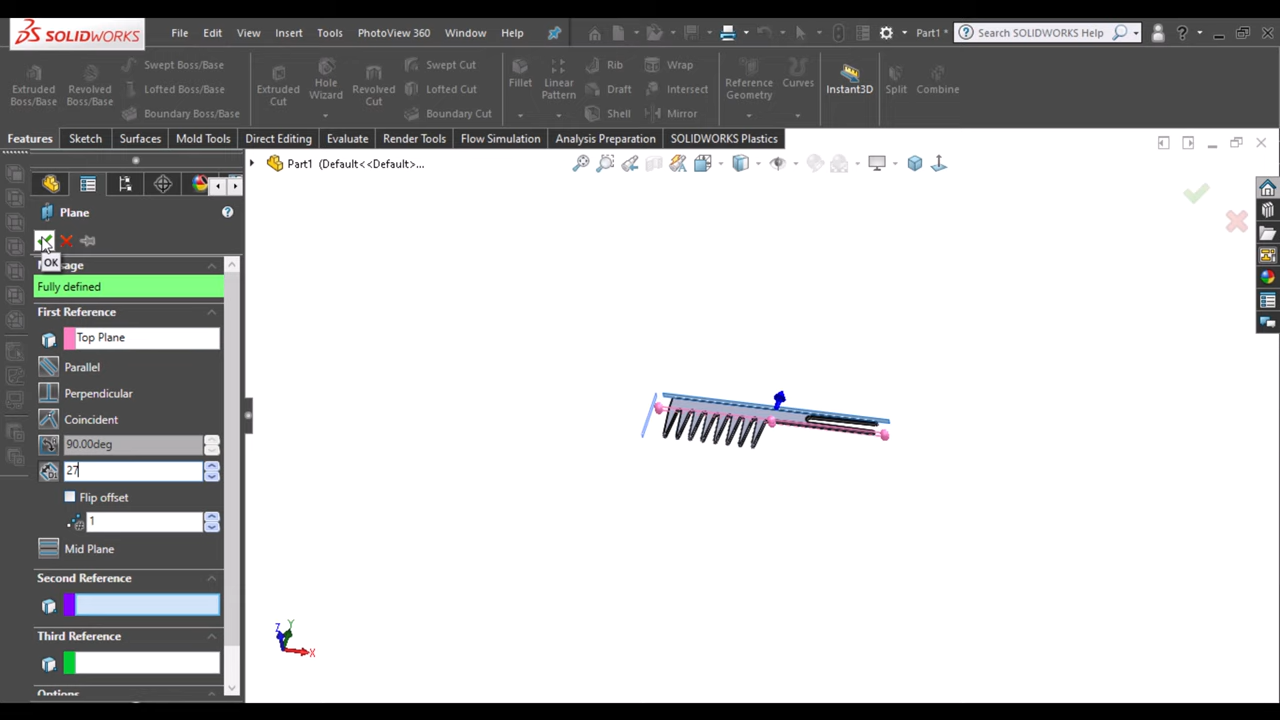 SOLIDWORKS
File Edit View Insert Tools PhotoView 360 Window Help
Part1 *
Search SOLIDWORKS Help
?
Extruded Boss/Base
Revolved Boss/Base
Swept Boss/Base
Lofted Boss/Base
Boundary Boss/Base
Extruded Cut
Hole Wizard
Revolved Cut
Swept Cut
Lofted Cut
Boundary Cut
Fillet
Linear Pattern
Rib
Draft
Shell
Wrap
Intersect
Mirror
Reference Geometry
Curves
Instant3D
Split
Combine
Features Sketch Surfaces Mold Tools Direct Editing Evaluate Render Tools Flow Simulation Analysis Preparation SOLIDWORKS Plastics
Part1 (Default<<Default>...
Plane
?
OK
Fully defined
First Reference
Top Plane
Parallel
Perpendicular
Coincident
90.00deg
27
Flip offset
1
Mid Plane
Second Reference
Third Reference
Options
Z
Y
X